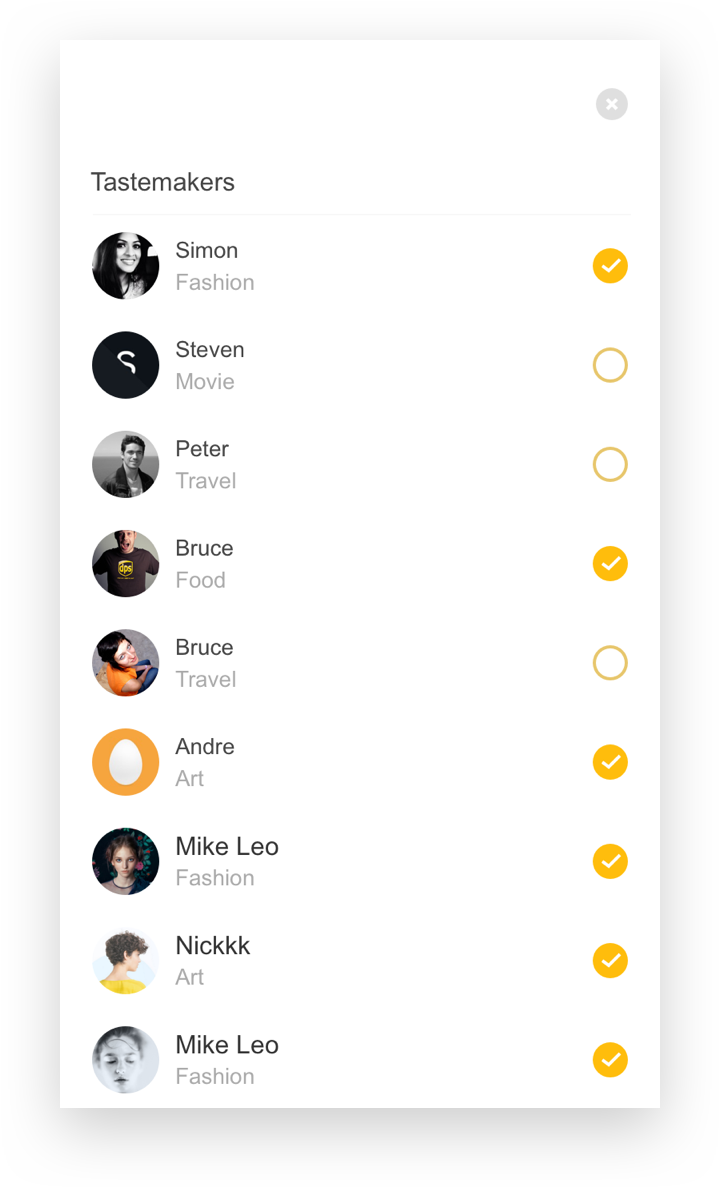 Tastemakers
Simon
Fashion
Steven
Movie
Peter
Travel
Bruce
Food
dps
Bruce
Travel
Andre
Art
Mike Leo
Fashion
Nickkk
Art
Mike Leo
Fashion